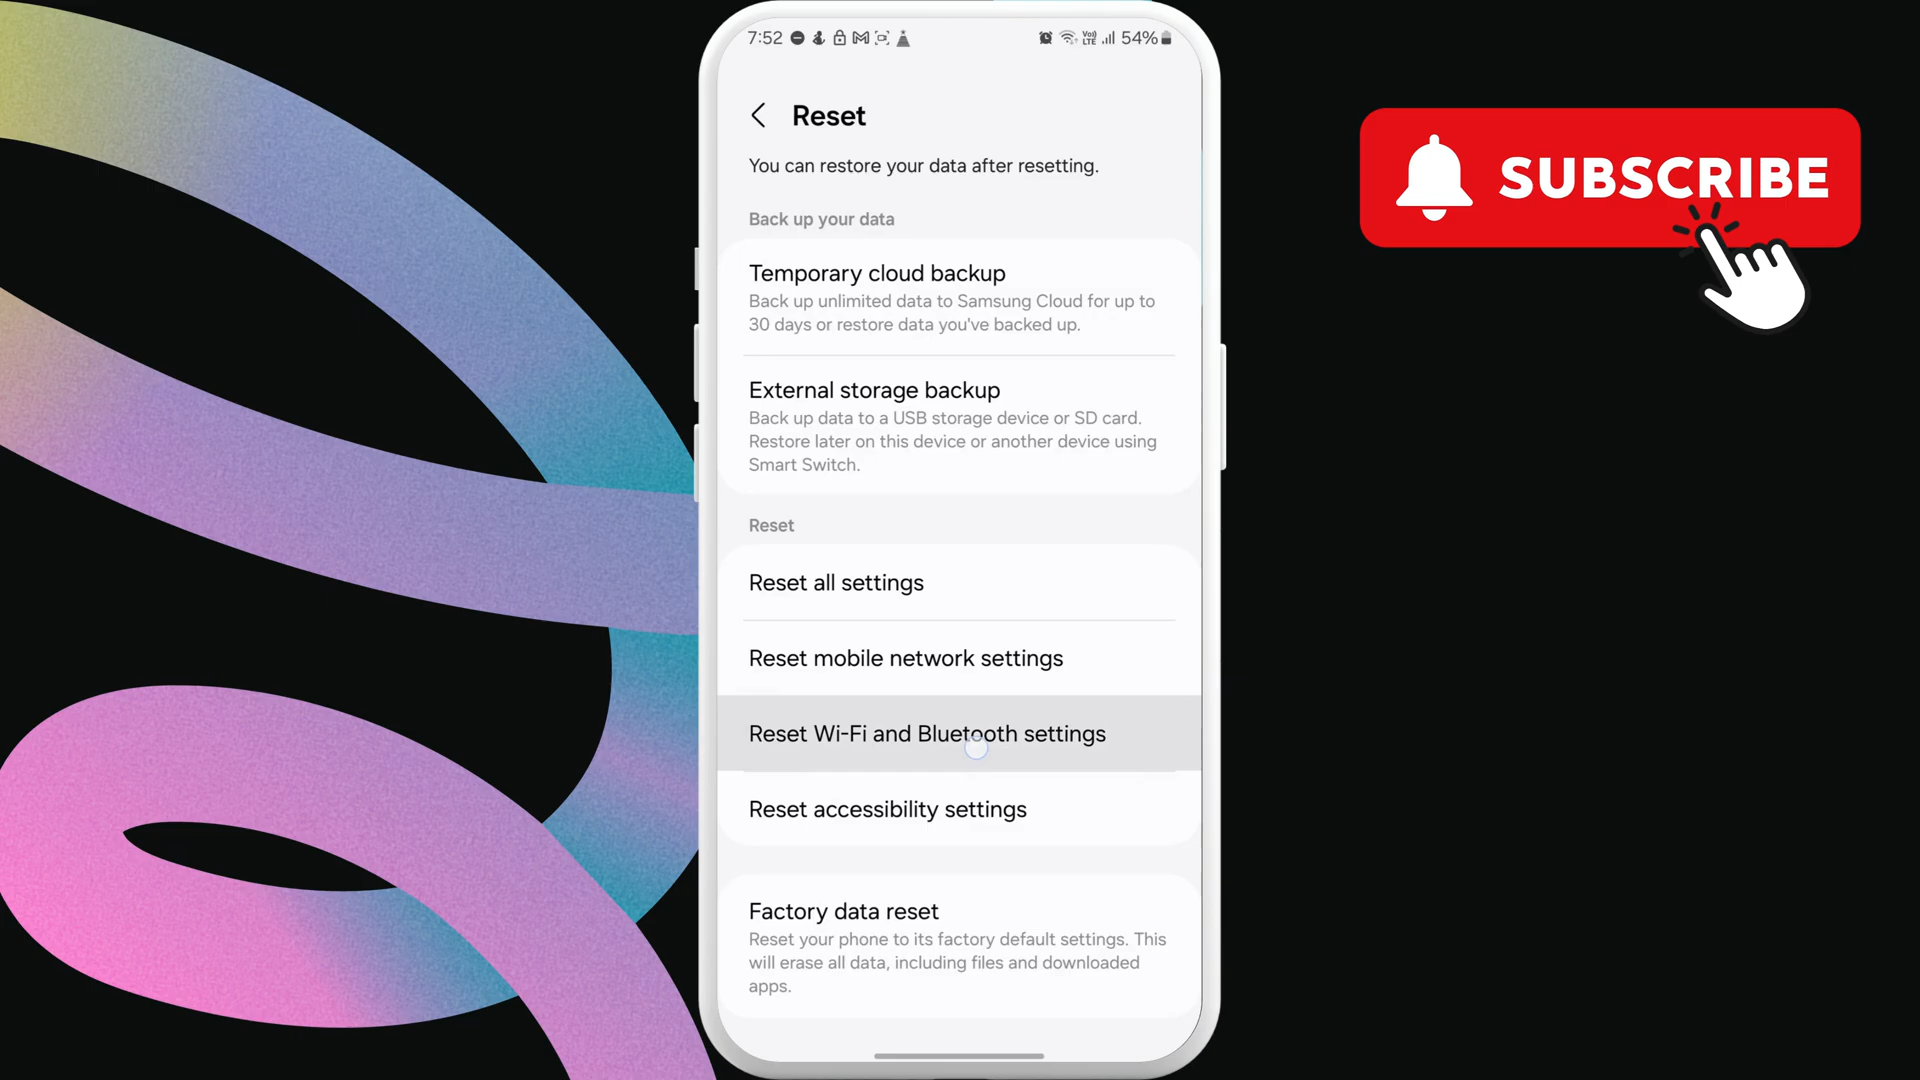 7:52
VoLTE 54%
Reset
You can restore your data after resetting.
Back up your data
Temporary cloud backup
Back up unlimited data to Samsung Cloud for up to
30 days or restore data you've backed up.
External storage backup
Back up data to a USB storage device or SD card.
Restore later on this device or another device using
Smart Switch.
Reset
Reset all settings
Reset mobile network settings
Reset Wi-Fi and Bluetooth settings
Reset accessibility settings
Factory data reset
Reset your phone to its factory default settings. This
will erase all data, including files and downloaded
apps.
SUBSCRIBE